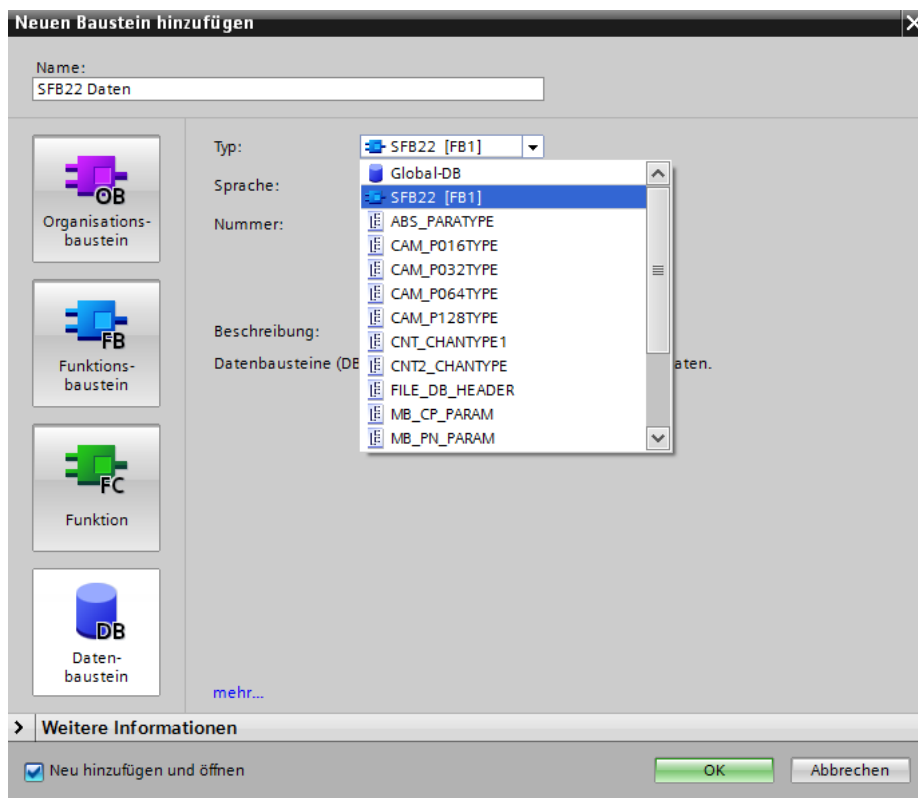 Neuen Baustein hinzufügen
Name:
SFB22 Daten
OB
Organisations-
baustein
FB
Funktions-
baustein
FC
Funktion
DB
Daten-
baustein
Typ:
SFB22 [FB1]
Sprache:
Nummer:
Global-DB
SFB22 [FB1]
ABS_PARATYPE
CAM_P016TYPE
CAM_P032TYPE
CAM_P064TYPE
CAM_P128TYPE
CNT_CHANTYPE1
CNT2_CHANTYPE
FILE_DB_HEADER
MB_CP_PARAM
MB_PN_PARAM
Beschreibung:
Datenbausteine (DB aten.
mehr...
Weitere Informationen
Neu hinzufügen und öffnen
OK
Abbrechen